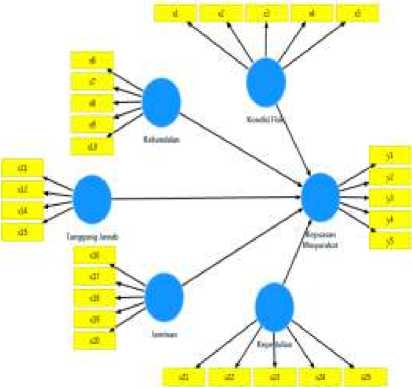 x1 x2 x3 x4 x5
x6
x7
x8
x9
x10
Kondisi Fisik
Kehandalan
y1
y2
y3
y4
y5
x11
x12
x14
x15
Tanggung Jawab
Kepuasan
Masyarakat
x16
x17
x18
x19
x20
Jaminan
Kepedulian
x21 x22 x23 x24 x25